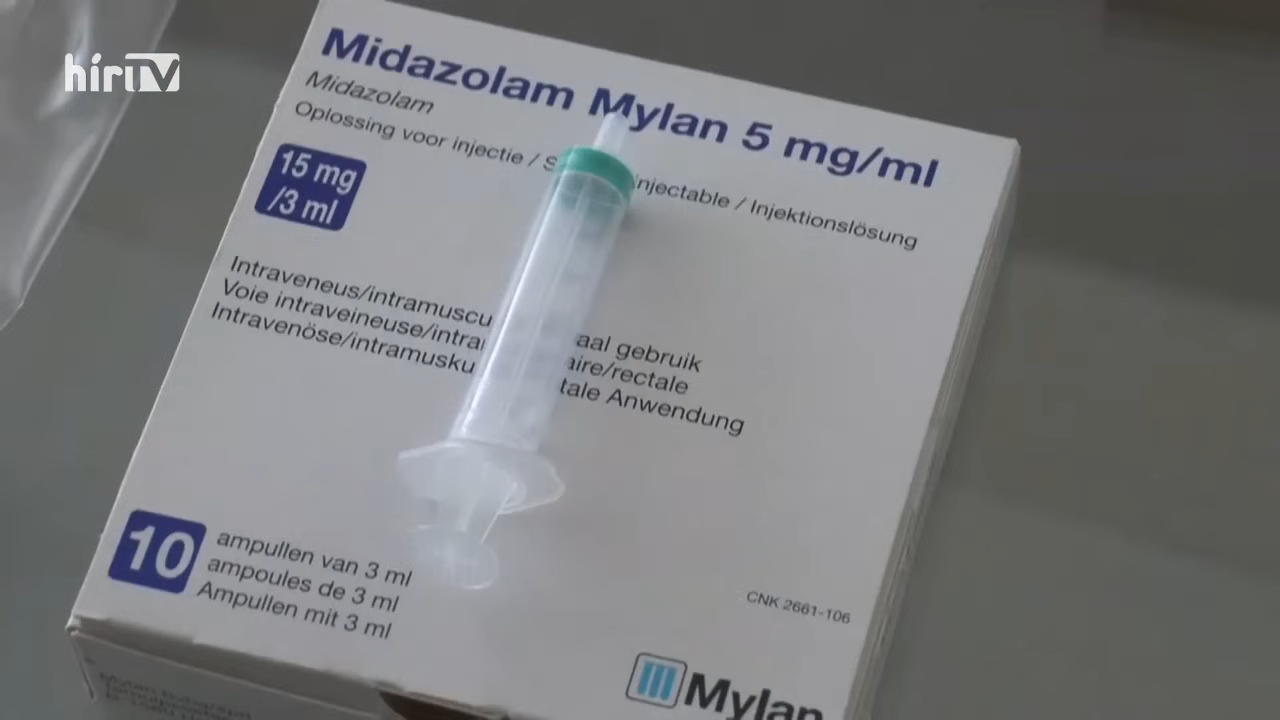 hírTV
Midazolam Mylan 5 mg/ml
Midazolam
Oplossing voor injectie / S njectable / Injektionslösung
15 mg
/3 ml
Intraveneus/intramuscu aal gebruik
Voie intraveineuse/intra aire/rectale
Intravenöse/intramusku tale Anwendung
10
ampullen van 3 ml
ampoules de 3 ml
Ampullen mit 3 ml
CNK 2661-106
Mylan